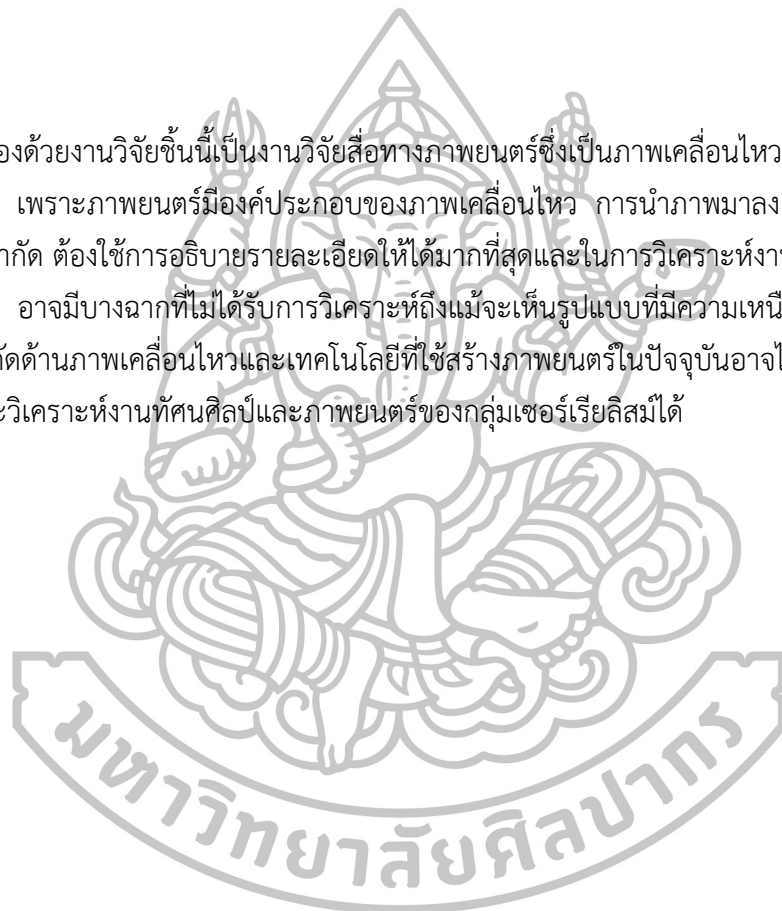 องด้วยงานวิจัยชิ้นนี้เป็นงานวิจัยสื่อทางภาพยนตร์ซึ่งเป็นภาพเคลื่อนไหว
เพราะภาพยนตร์มีองค์ประกอบของภาพเคลื่อนไหว การนำภาพมาลง
ากัด ต้องใช้การอธิบายรายละเอียดให้ได้มากที่สุดและในการวิเคราะห์งาน
อาจมีบางฉากที่ไม่ได้รับการวิเคราะห์ถึงแม้จะเห็นรูปแบบที่มีความเหมื
ัดด้านภาพเคลื่อนไหวและเทคโนโลยีที่ใช้สร้างภาพยนตร์ในปัจจุบันอาจไ
ะวิเคราะห์งานทัศนศิลป์และภาพยนตร์ของกลุ่มเซอร์เรียลิสม์ได้
มหาวิทยาลัยศิลปากร